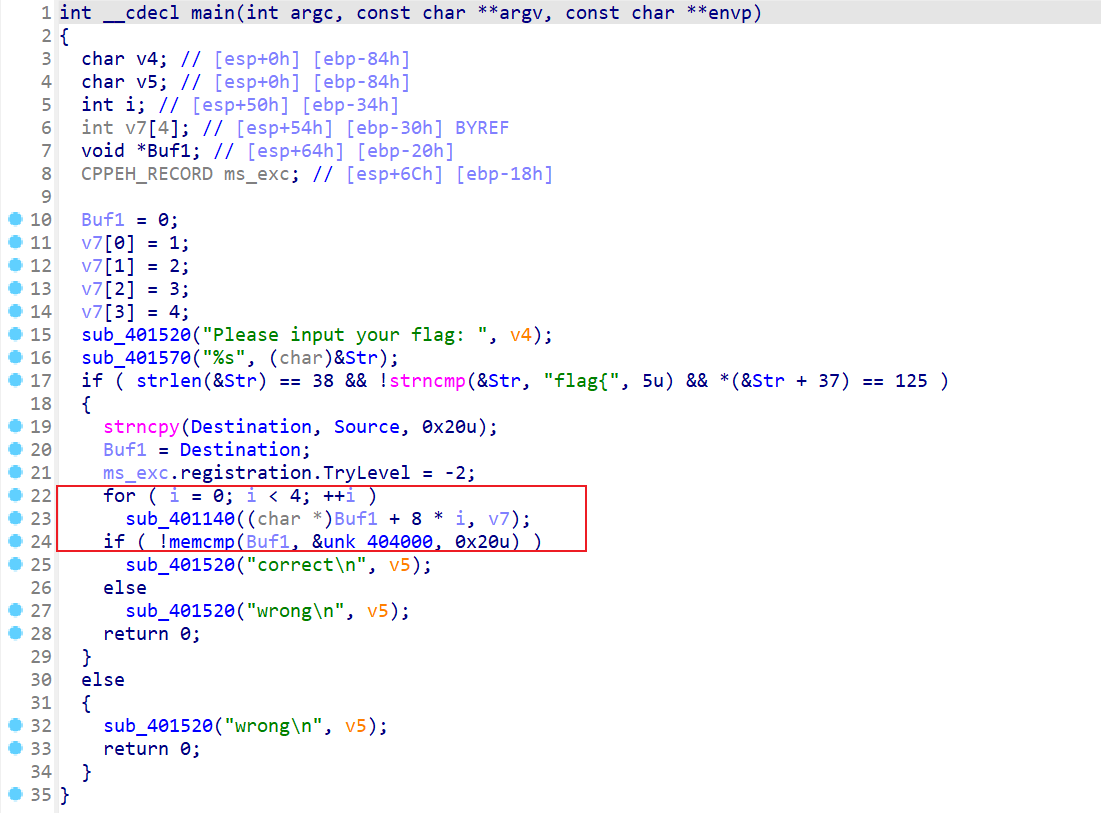 1 int __cdecl main(int argc, const char **argv, const char **envp)
2 {
3   char v4; // [esp+0h] [ebp-84h]
4   char v5; // [esp+0h] [ebp-84h]
5   int i; // [esp+50h] [ebp-34h]
6   int v7[4]; // [esp+54h] [ebp-30h] BYREF
7   void *Buf1; // [esp+64h] [ebp-20h]
8   CPPEH_RECORD ms_exc; // [esp+6Ch] [ebp-18h]
9
10   Buf1 = 0;
11   v7[0] = 1;
12   v7[1] = 2;
13   v7[2] = 3;
14   v7[3] = 4;
15   sub_401520("Please input your flag: ", v4);
16   sub_401570("%s", (char)&Str);
17   if ( strlen(&Str) == 38 && !strncmp(&Str, "flag{", 5u) && *(&Str + 37) == 125 )
18   {
19     strncpy(Destination, Source, 0x20u);
20     Buf1 = Destination;
21     ms_exc.registration.TryLevel = -2;
22     for ( i = 0; i < 4; ++i )
23       sub_401140((char *)Buf1 + 8 * i, v7);
24     if ( !memcmp(Buf1, &unk_404000, 0x20u) )
25       sub_401520("correct\n", v5);
26     else
27       sub_401520("wrong\n", v5);
28     return 0;
29   }
30   else
31   {
32     sub_401520("wrong\n", v5);
33     return 0;
34   }
35 }